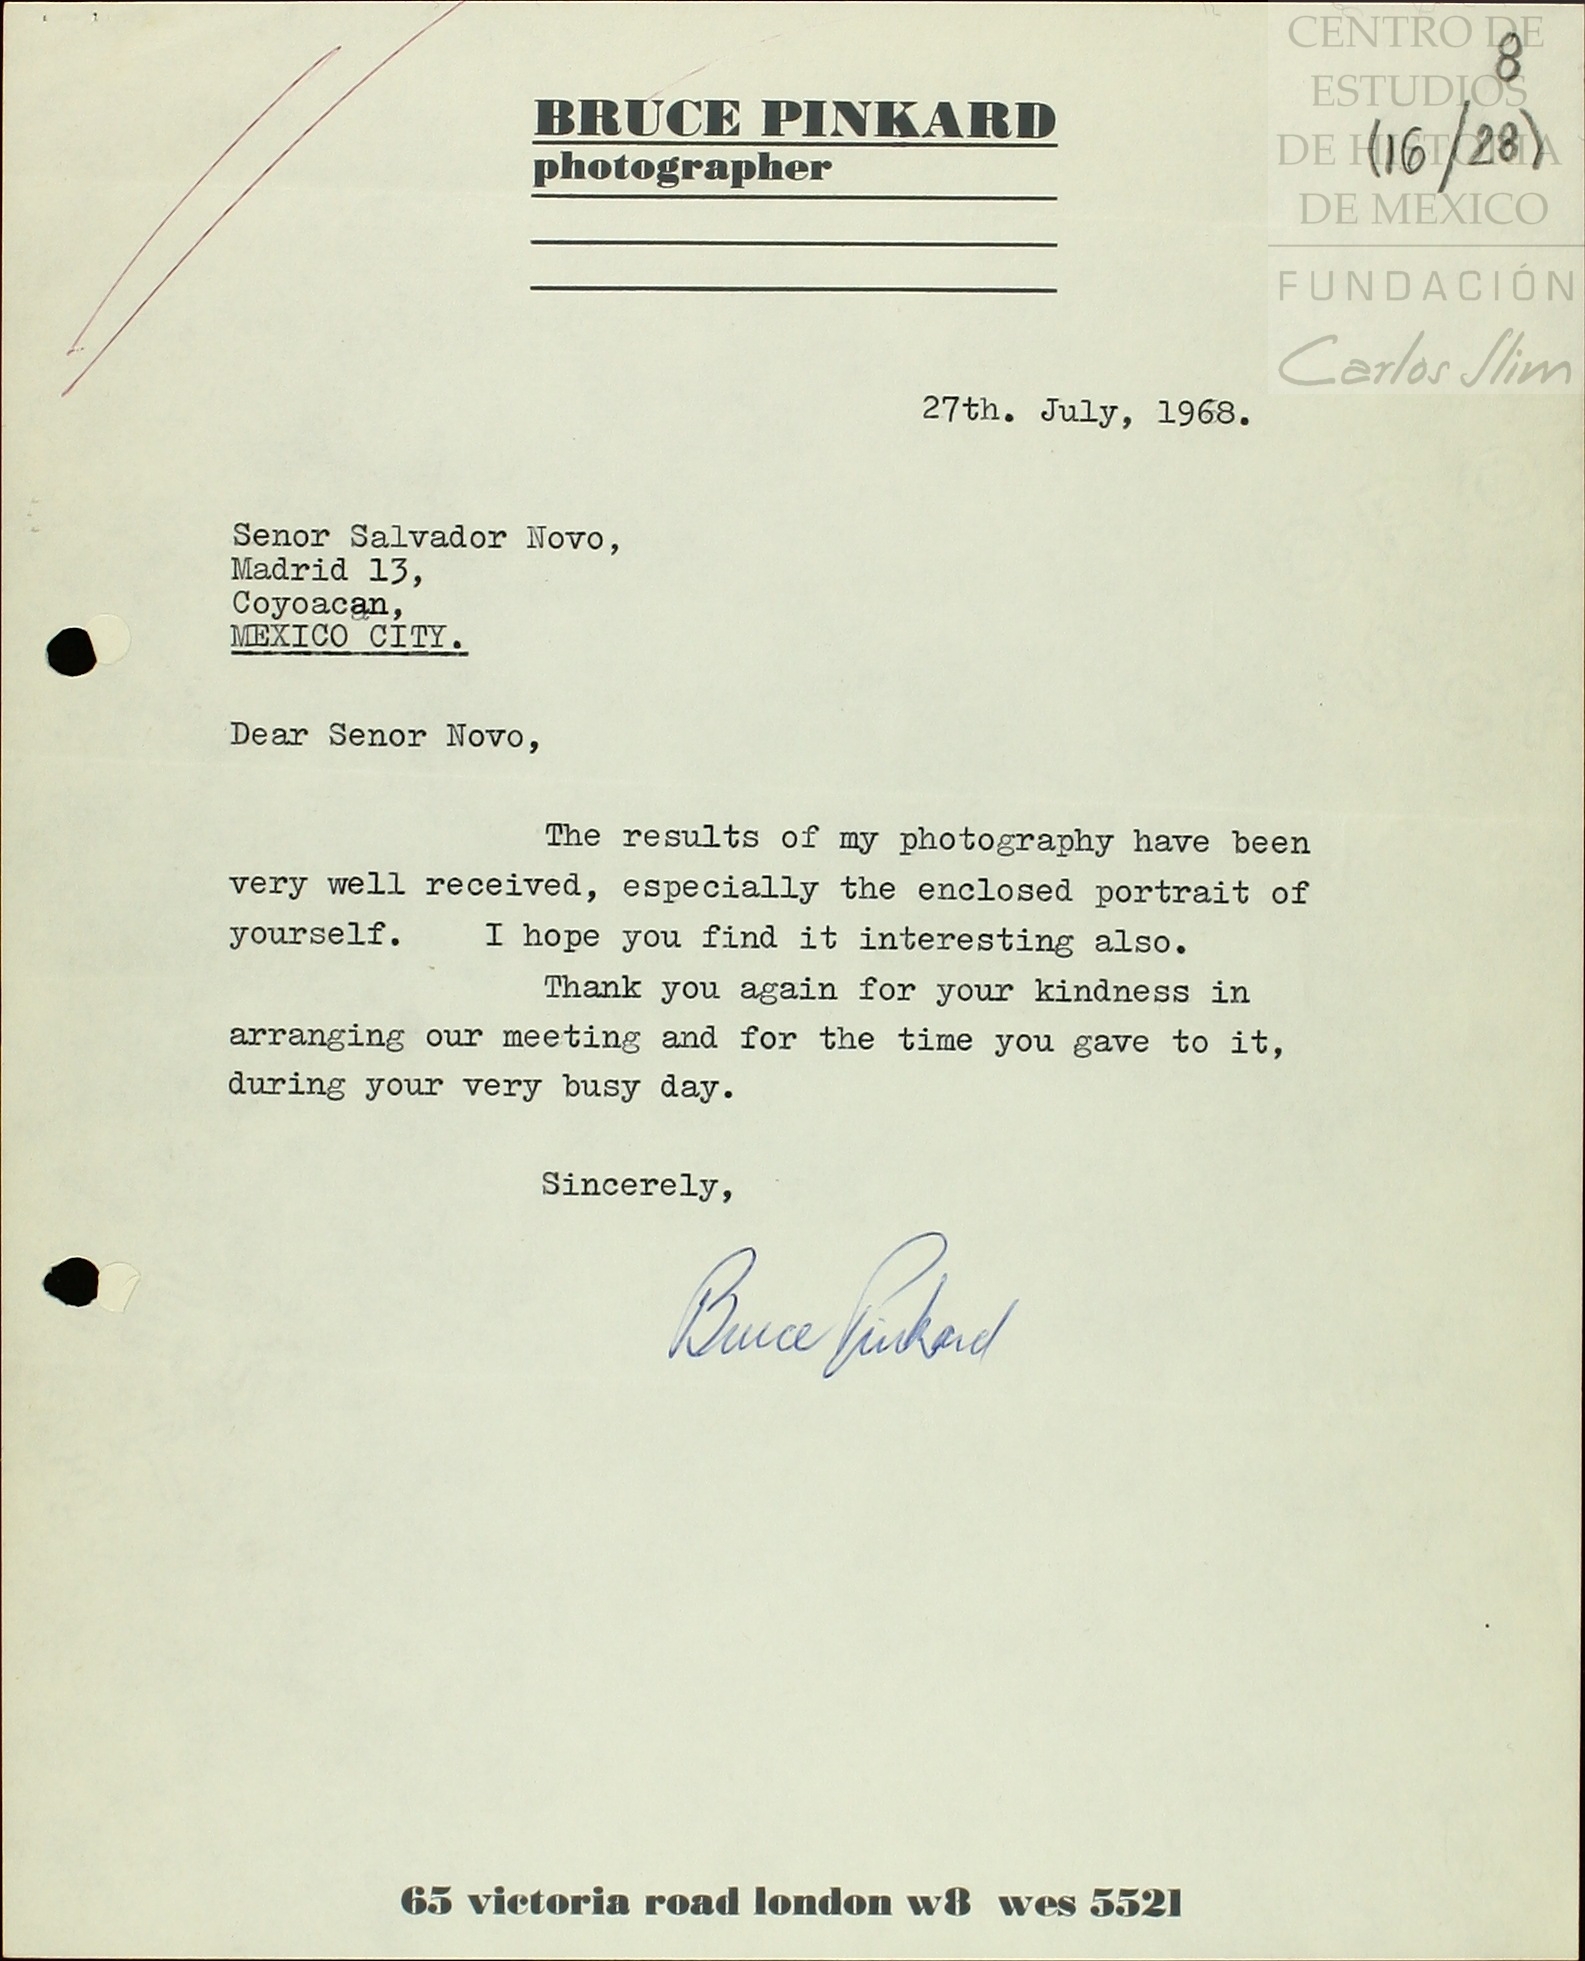 CENTRO DE
ESTUDIOS
DE HISTORIA
DE MEXICO
FUNDACIÓN
Carlos Slim
8
(16/28)
BRUCE PINKARD
photographer
27th. July, 1968.
Senor Salvador Novo,
Madrid 13,
Coyoacan,
MEXICO CITY.
Dear Senor Novo,
The results of my photography have been
very well received, especially the enclosed portrait of
yourself. I hope you find it interesting also.
Thank you again for your kindness in
arranging our meeting and for the time you gave to it,
during your very busy day.
Sincerely,
Bruce Pinkard
65 victoria road london w8 wes 5521